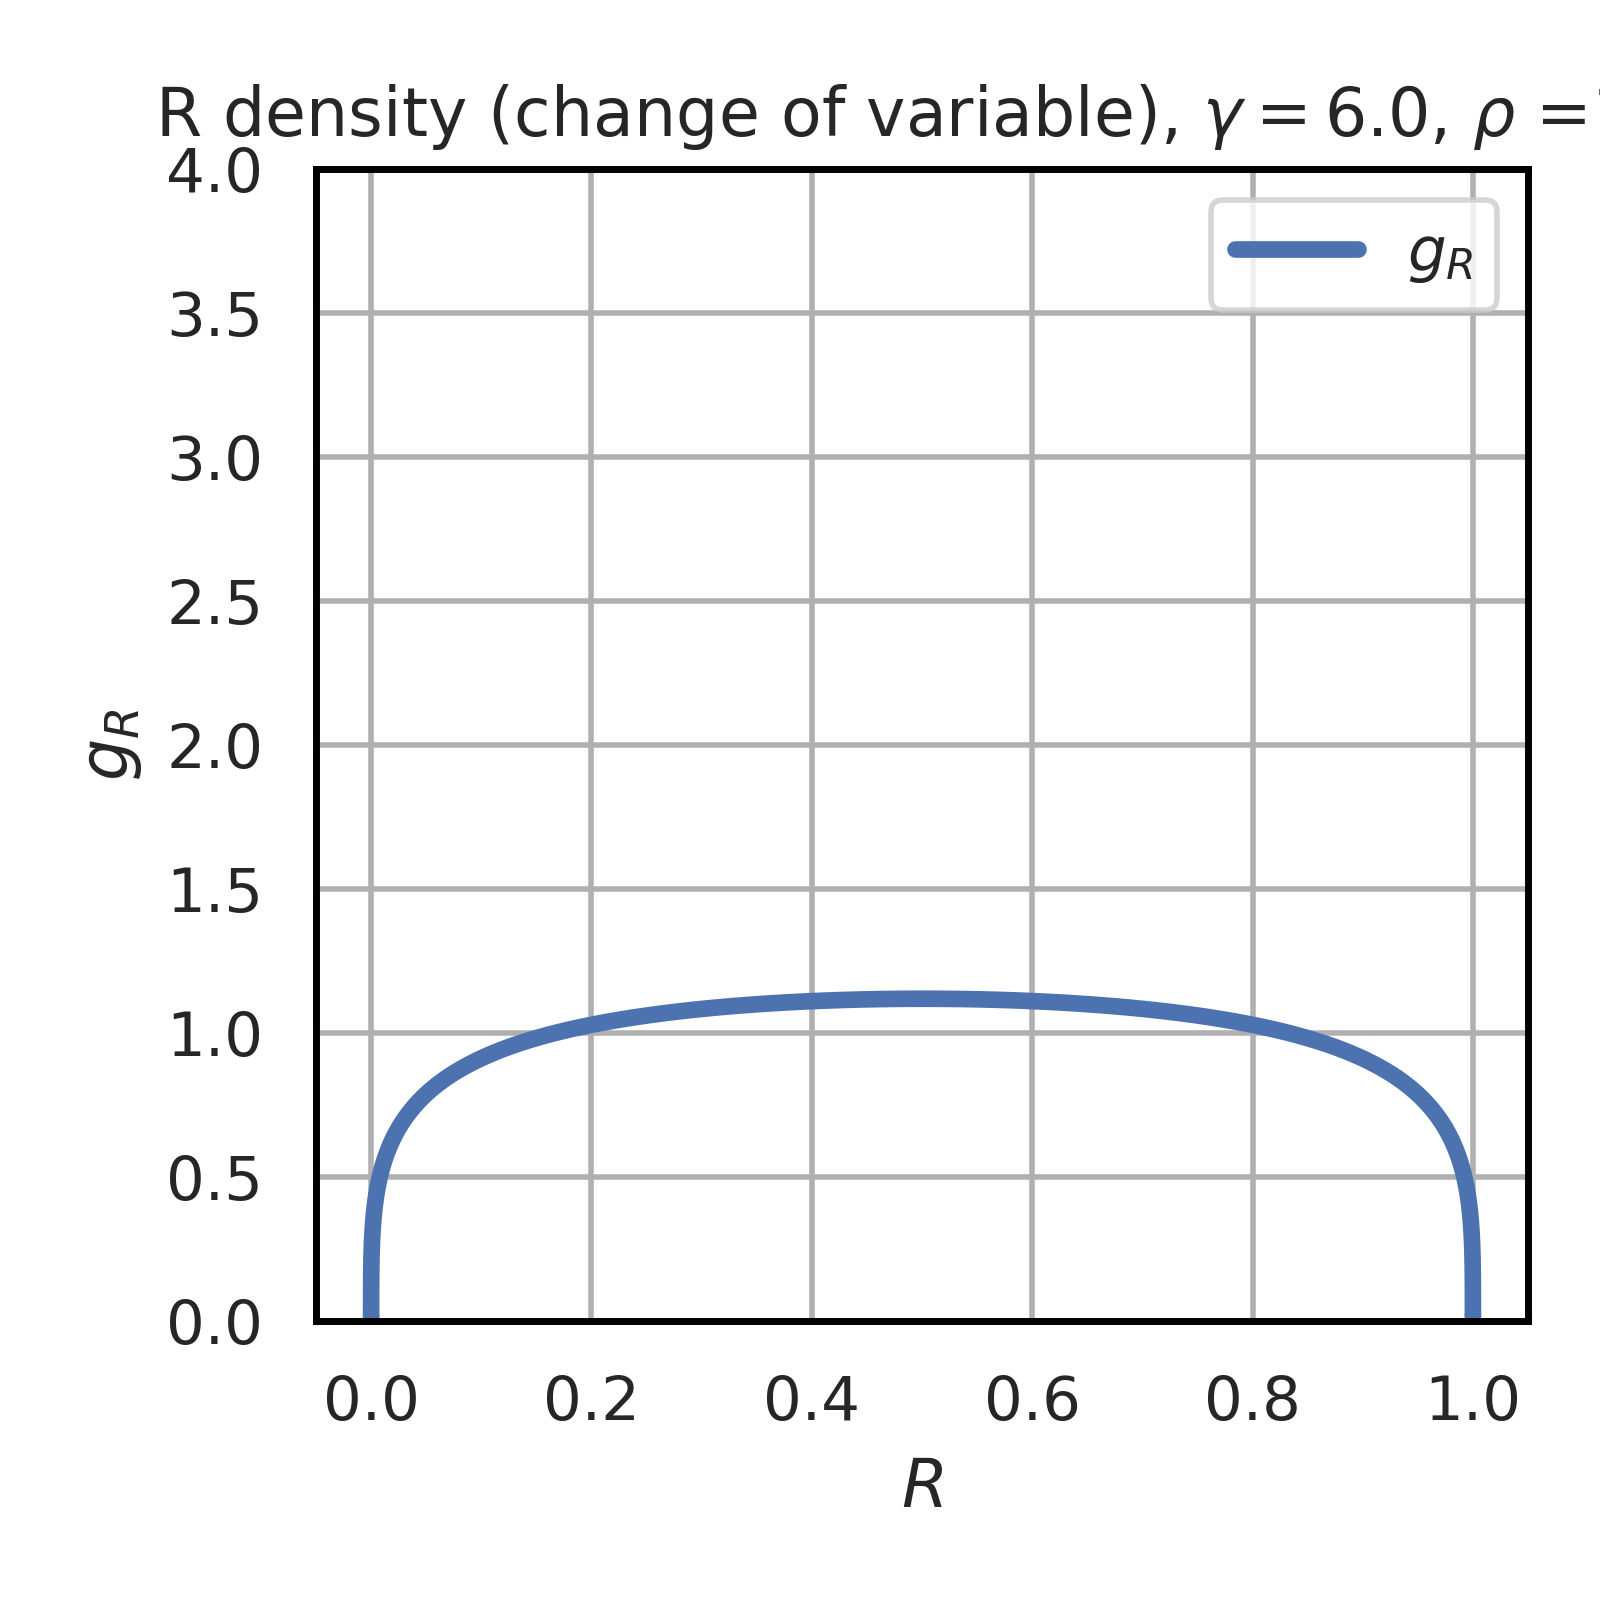 R density (change of variable), γ = 6.0, ρ =
4.0
3.5
3.0
2.5
2.0
1.5
1.0
0.5
0.0
g_R
g_R
0.0 0.2 0.4 0.6 0.8 1.0
R